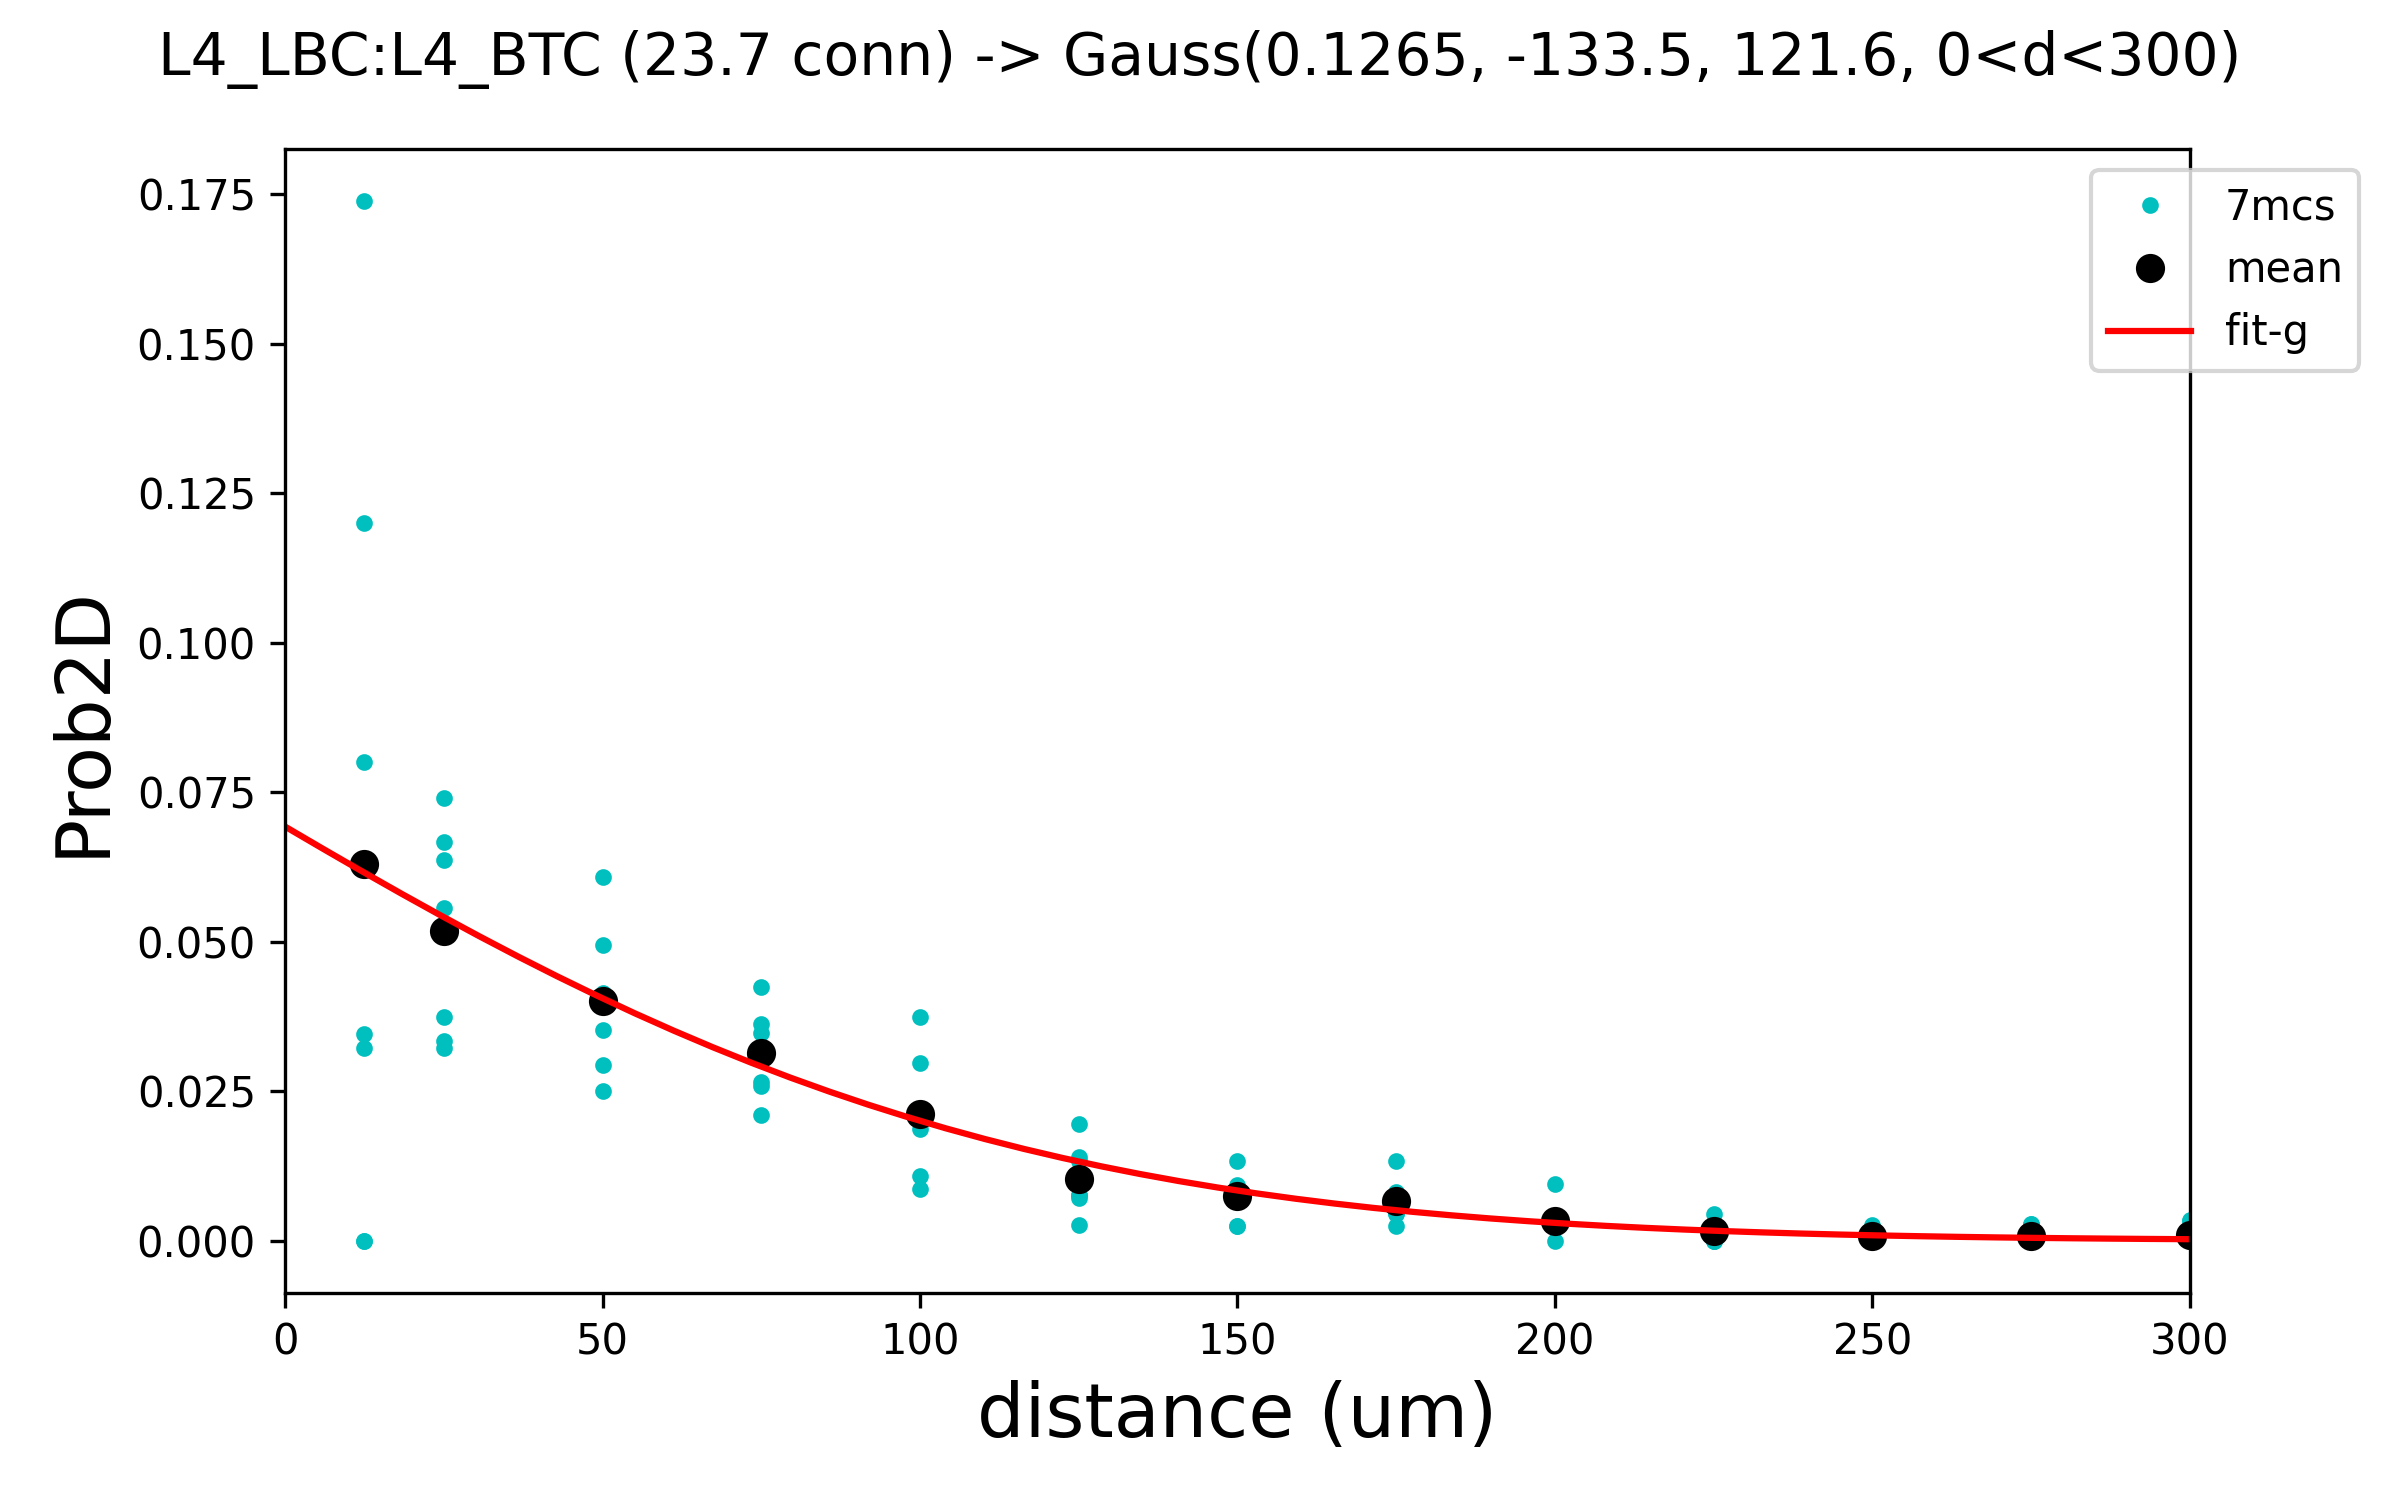 L4_LBC:L4_BTC (23.7 conn) -> Gauss(0.1265, -133.5, 121.6, 0<d<300)
7mcs
mean
fit-g
Prob2D
0.175
0.150
0.125
0.100
0.075
0.050
0.025
0.000
0 50 100 150 200 250 300
distance (um)